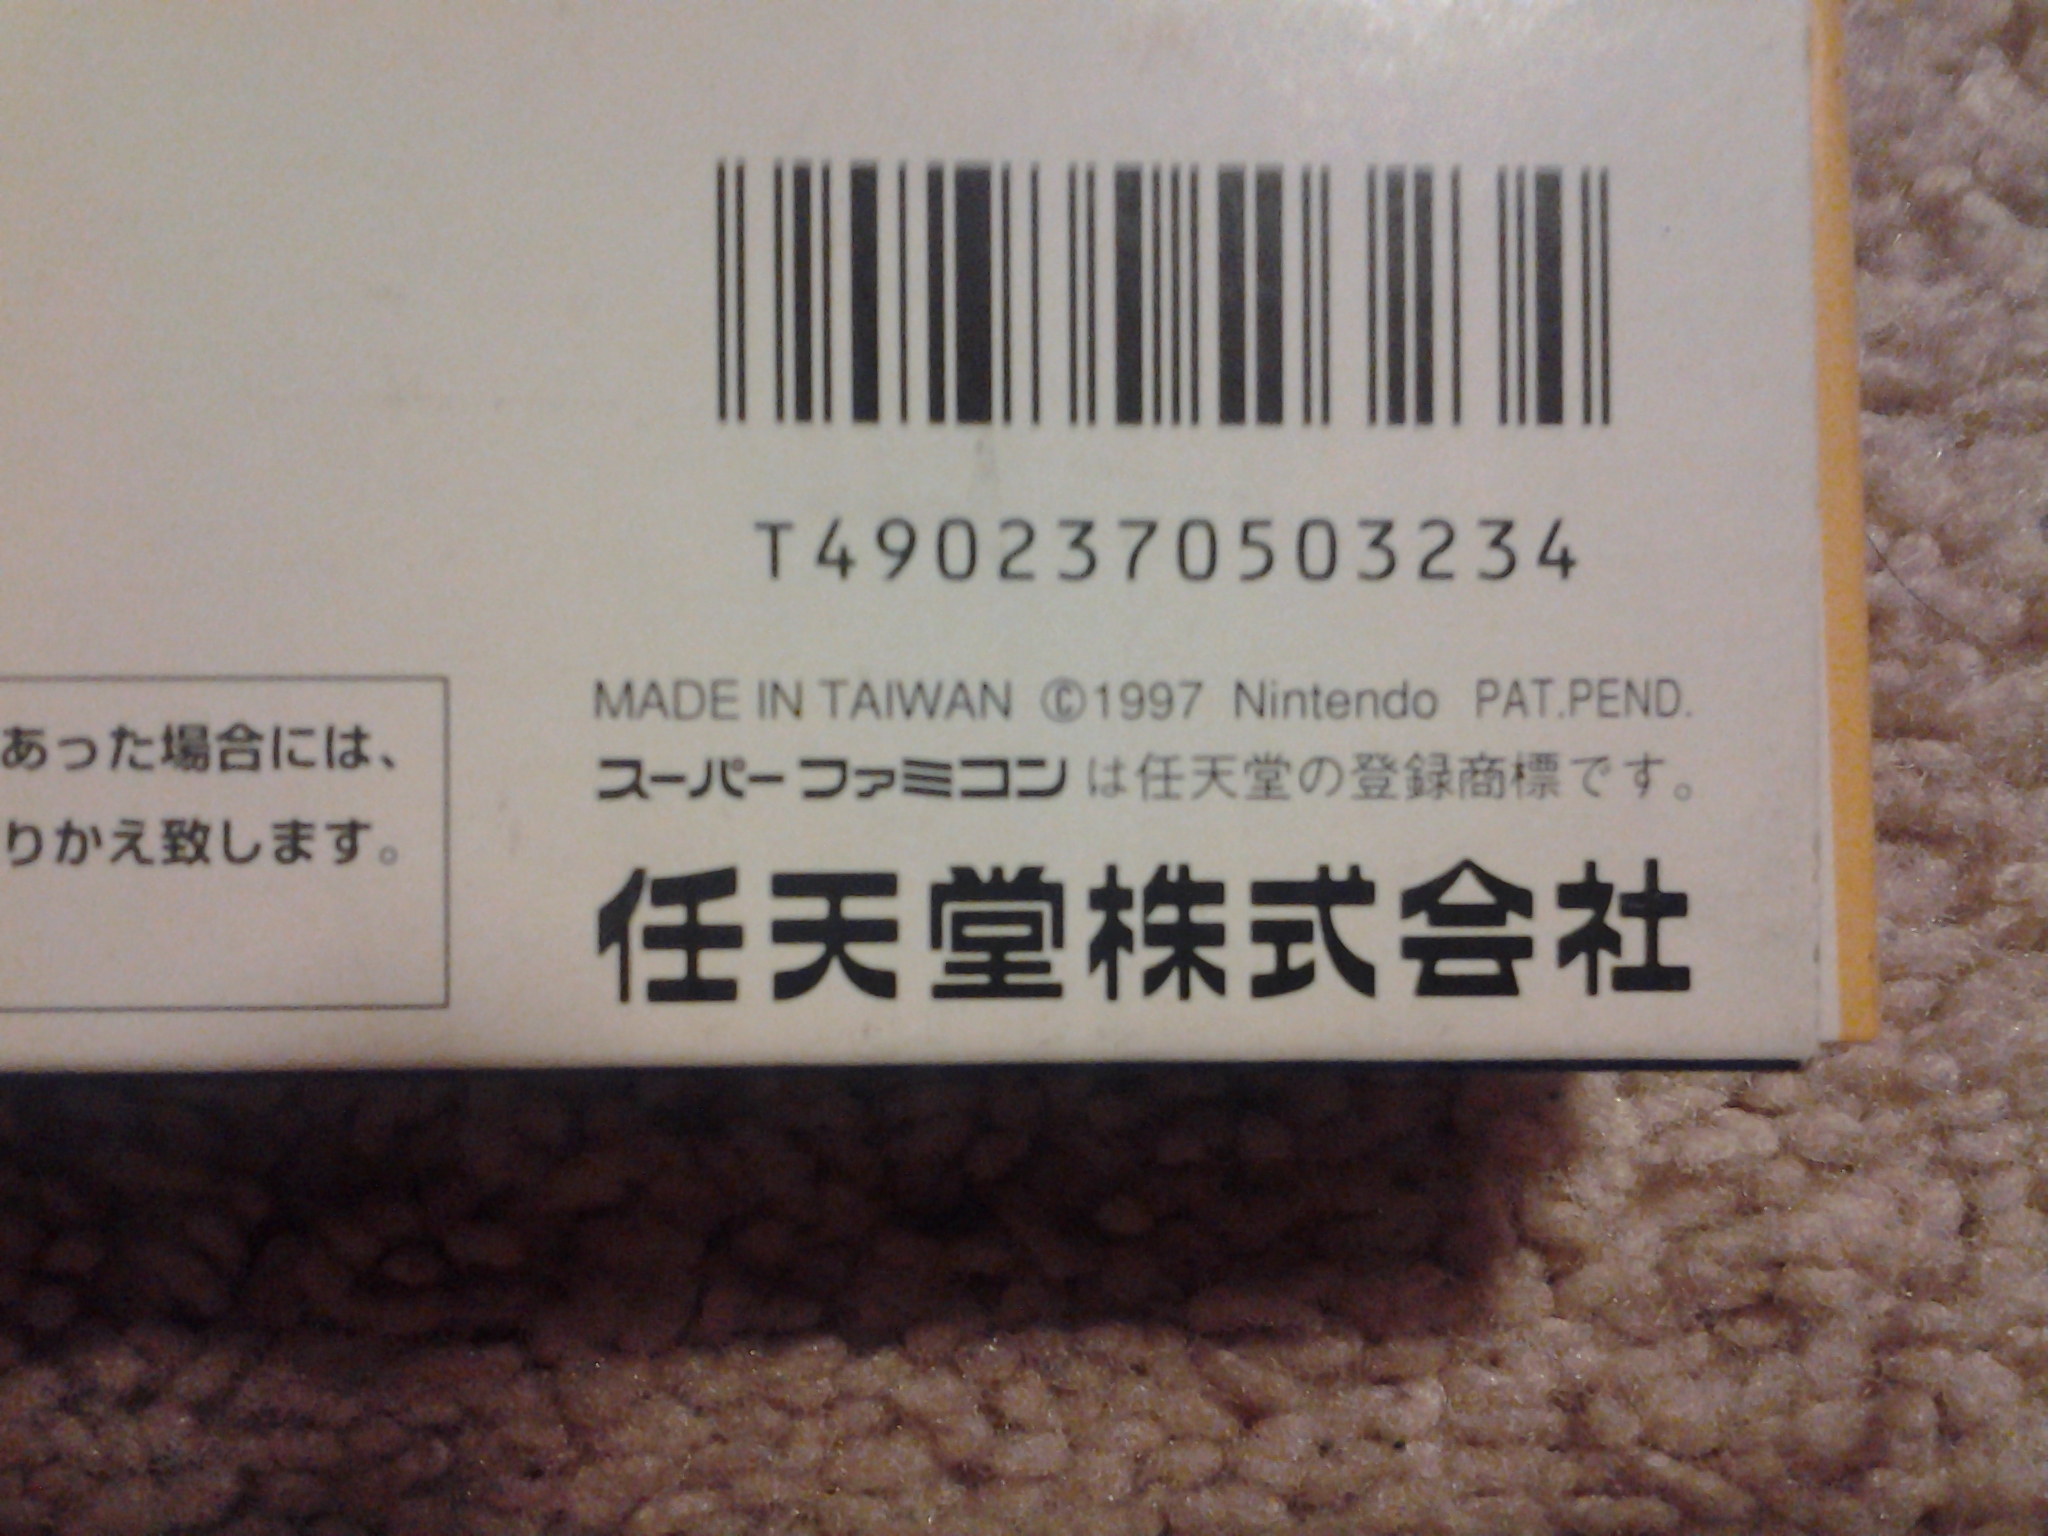 T4902370503234
MADE IN TAIWAN ©1997 Nintendo PAT.PEND.
スーパーファミコン は任天堂の登録商標です。
任天堂株式会社
あった場合には、
りかえ致します。